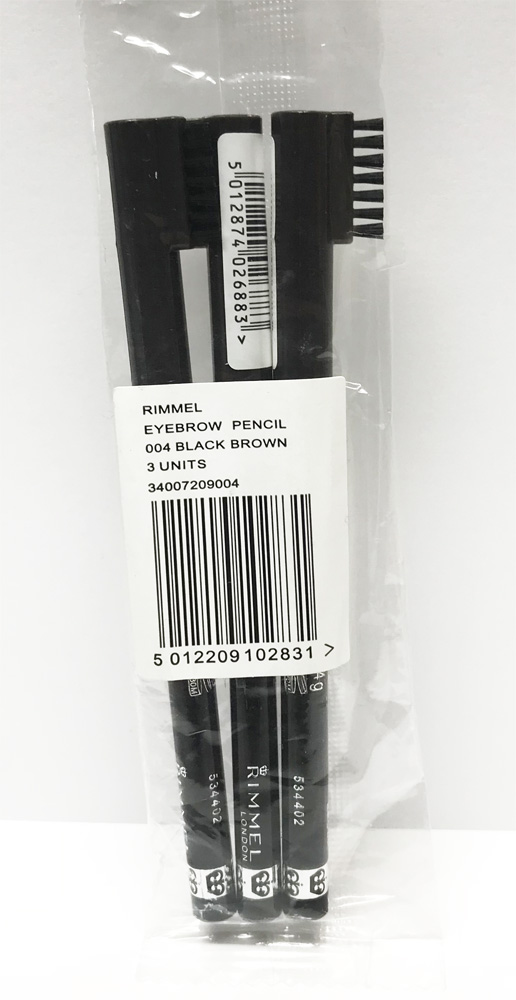 5 012874 026883 >
RIMMEL
EYEBROW PENCIL
004 BLACK BROWN
3 UNITS
34007209004
5 012209 102831 >
4g
534402
RIMMEL
LONDON
534402